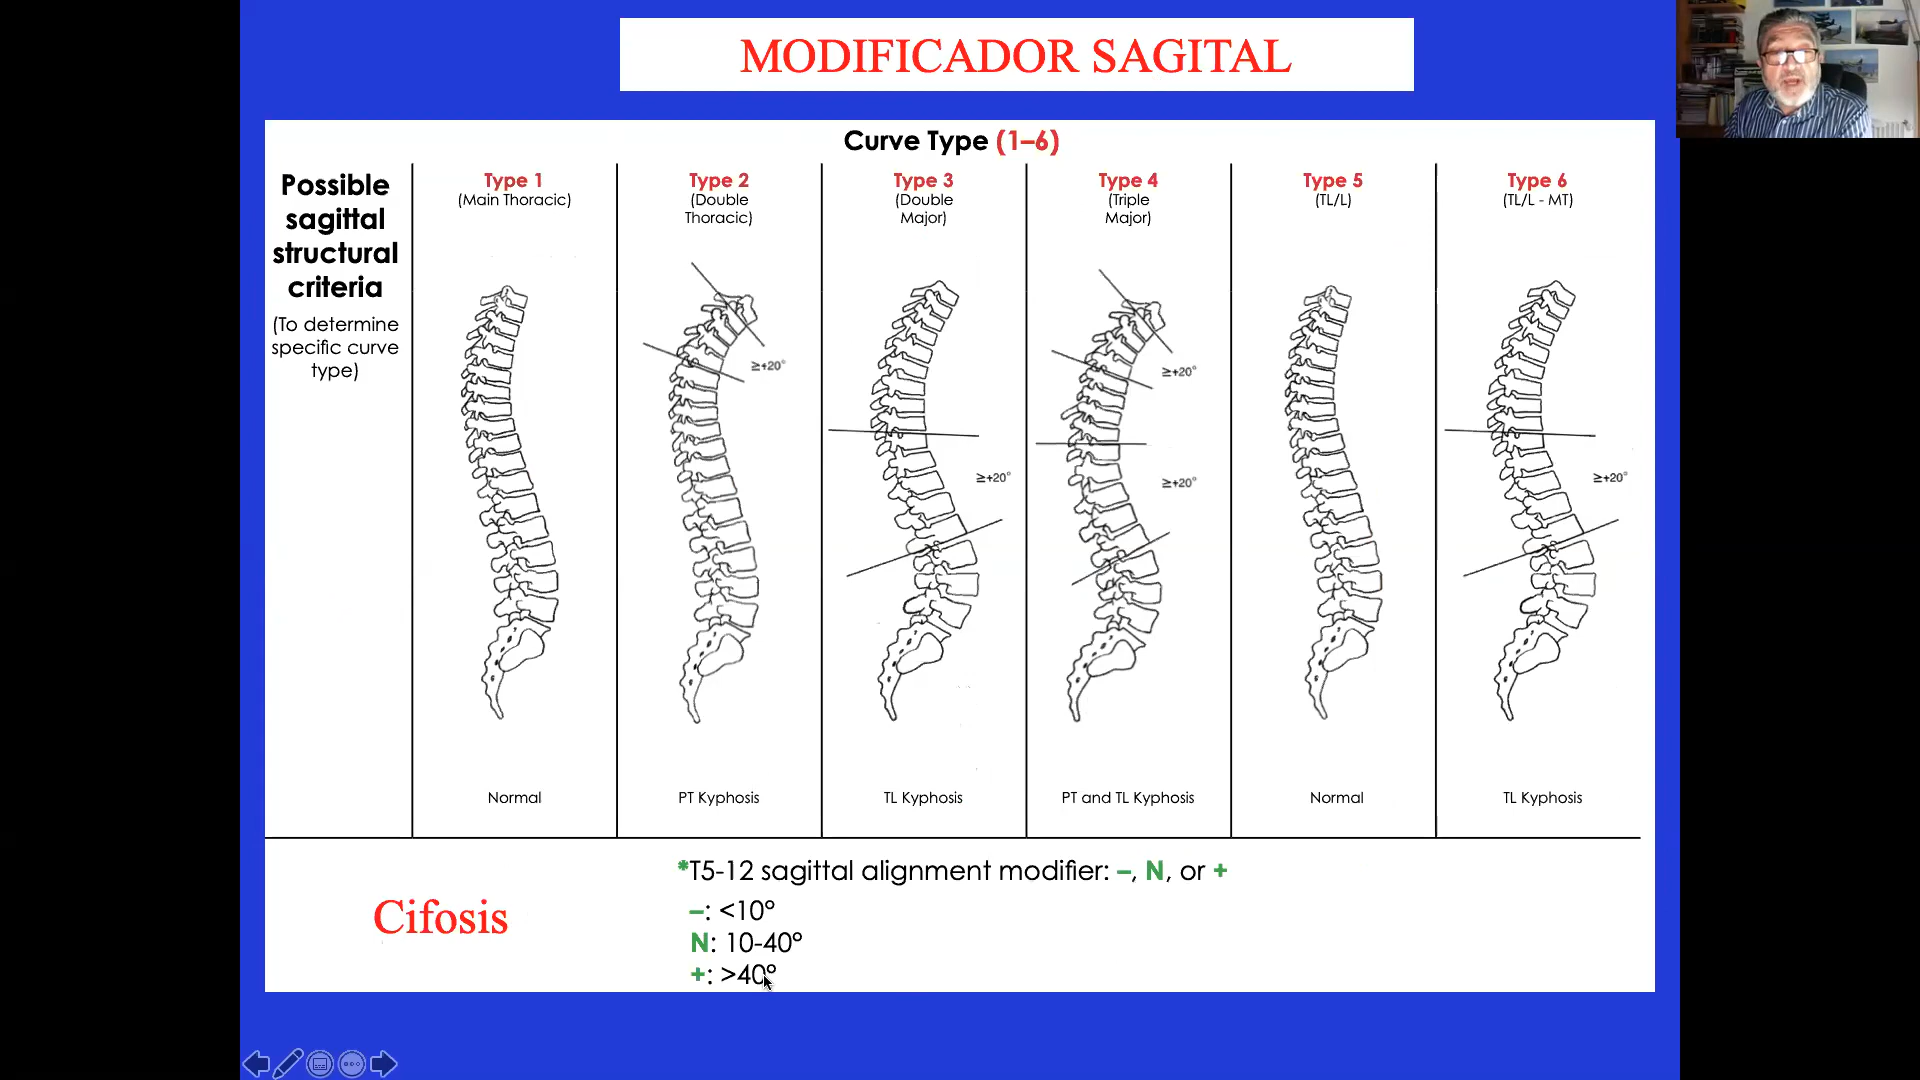 MODIFICADOR SAGITAL
Curve Type (1–6)
Possible
sagittal
structural
criteria
(To determine
specific curve
type)
Type 1
(Main Thoracic)
Type 2
(Double
Thoracic)
Type 3
(Double
Major)
Type 4
(Triple
Major)
Type 5
(TL/L)
Type 6
(TL/L - MT)
≥+20°
≥+20°
≥+20°
≥+20°
≥+20°
Normal
PT Kyphosis
TL Kyphosis
PT and TL Kyphosis
Normal
TL Kyphosis
Cifosis
*T5-12 sagittal alignment modifier: –, N, or +
–: <10°
N: 10-40°
+: >40°